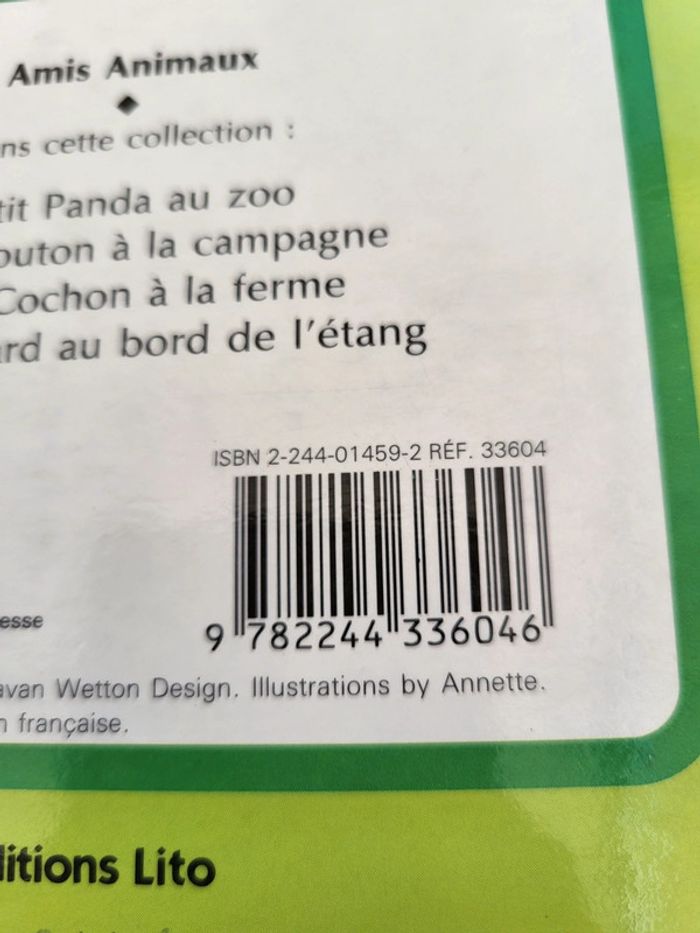 Amis Animaux
ns cette collection :
tit Panda au zoo
outon à la campagne
Cochon à la ferme
ard au bord de l'étang
ISBN 2-244-01459-2 RÉF. 33604
9 782244 336046
esse
avan Wetton Design. Illustrations by Annette.
n française.
ditions Lito